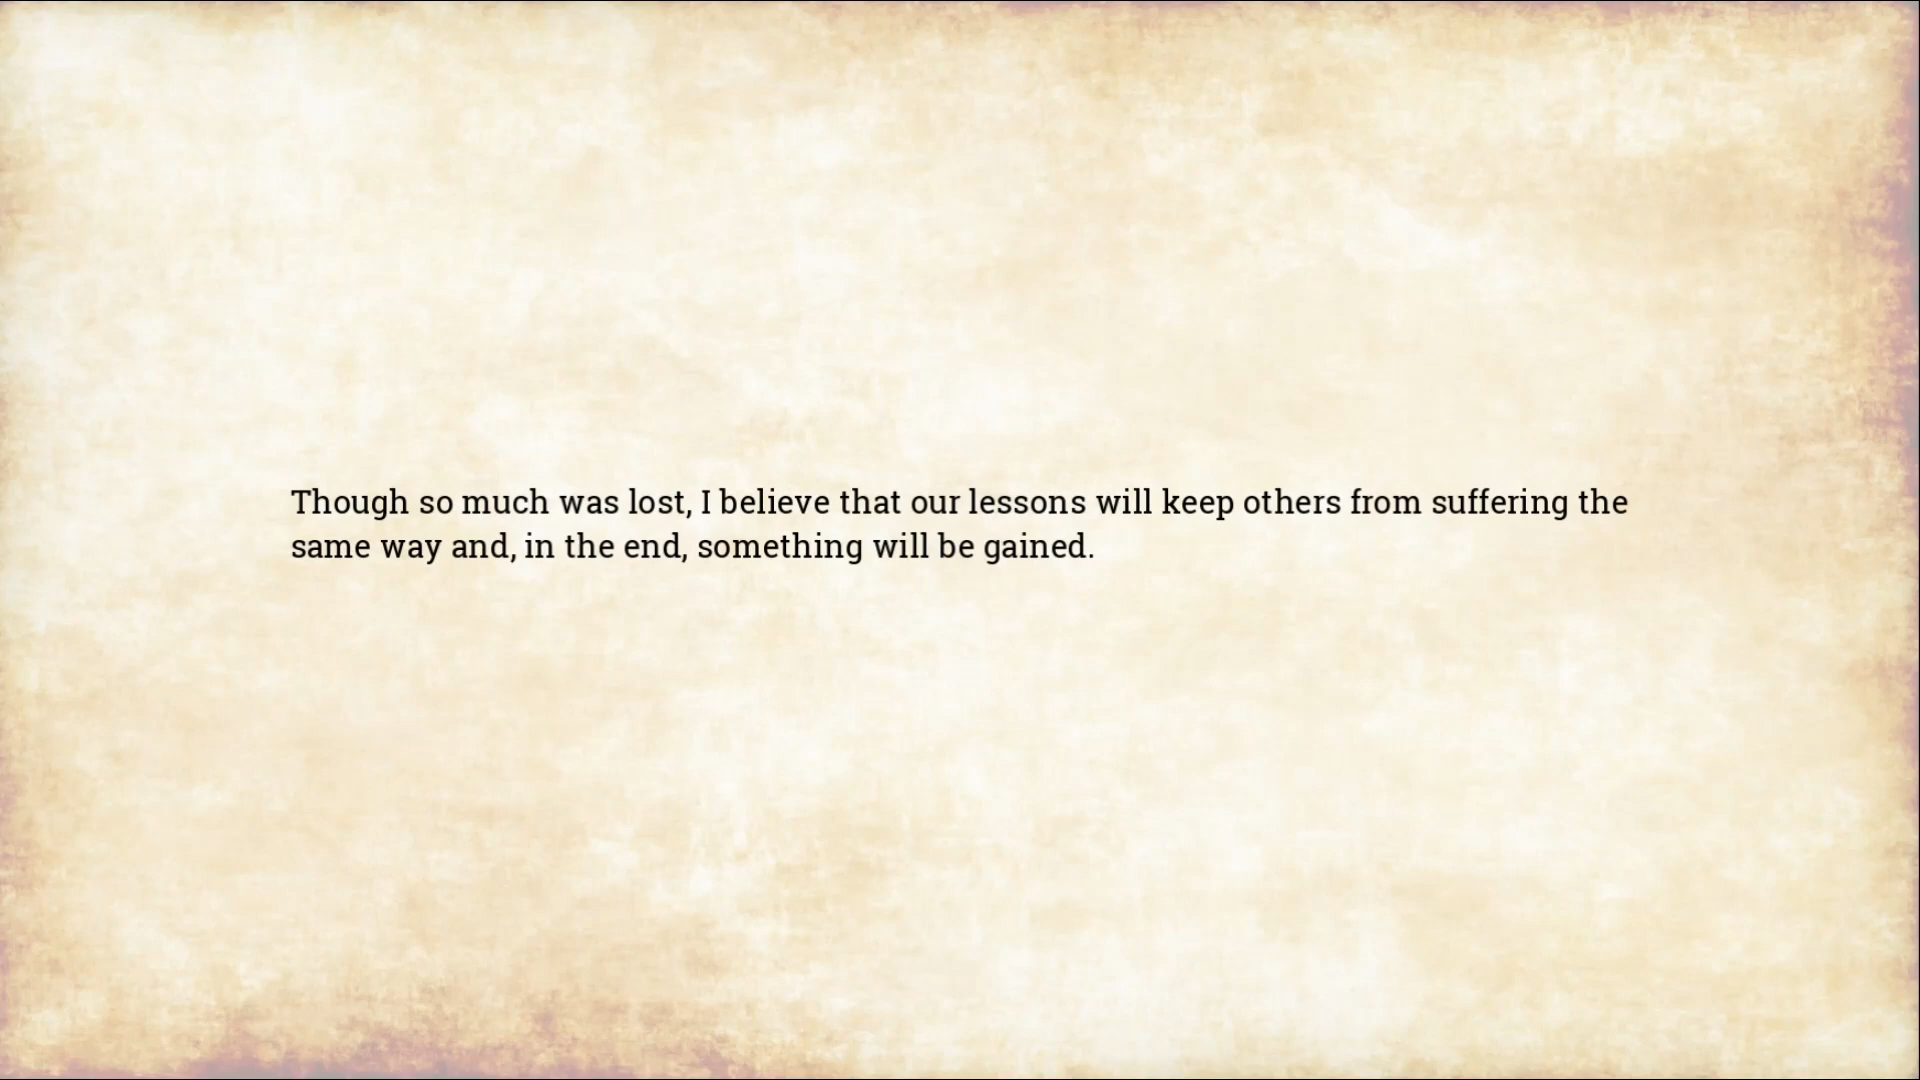 Though so much was lost, I believe that our lessons will keep others from suffering the
same way and, in the end, something will be gained.